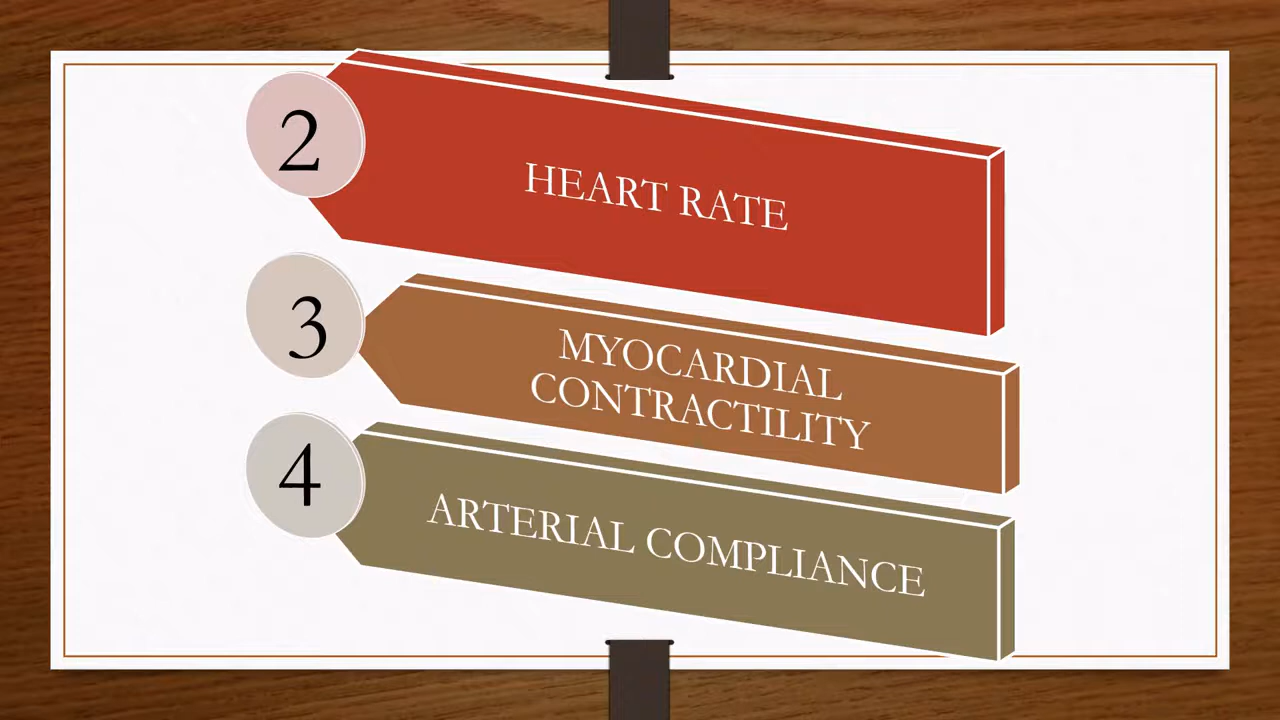 2
HEART RATE
3
MYOCARDIAL
CONTRACTILITY
4
ARTERIAL COMPLIANCE